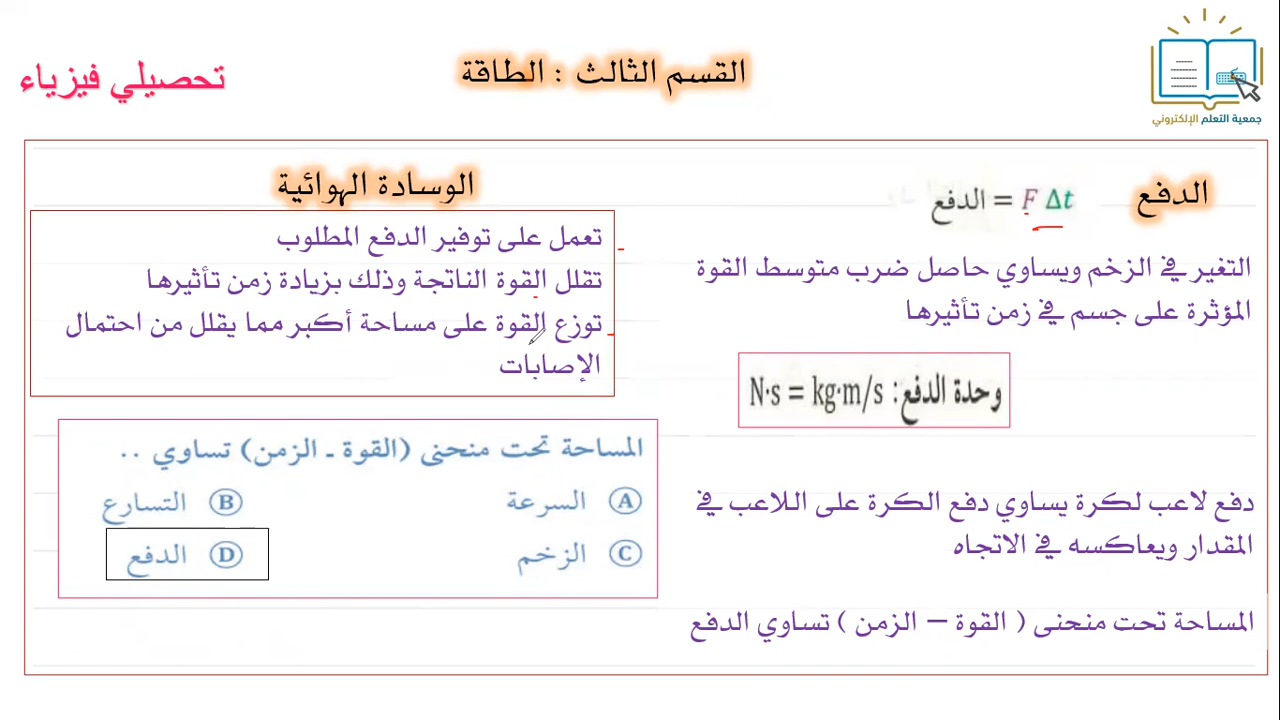 جمعية التعلم الإلكتروني
القسم الثالث : الطاقة
تحصيلي فيزياء
الدفع
الدفع = F Δt
التغير في الزخم ويساوي حاصل ضرب متوسط القوة
المؤثرة على جسم في زمن تأثيرها
وحدة الدفع: N·s = kg·m/s
دفع لاعب لكرة يساوي دفع الكرة على اللاعب في
المقدار ويعاكسه في الاتجاه
المساحة تحت منحنى ( القوة – الزمن ) تساوي الدفع
الوسادة الهوائية
تعمل على توفير الدفع المطلوب
تقلل القوة الناتجة وذلك بزيادة زمن تأثيرها
توزع القوة على مساحة أكبر مما يقلل من احتمال
الإصابات
المساحة تحت منحنى (القوة - الزمن) تساوي ..
A السرعة B التسارع
C الزخم D الدفع